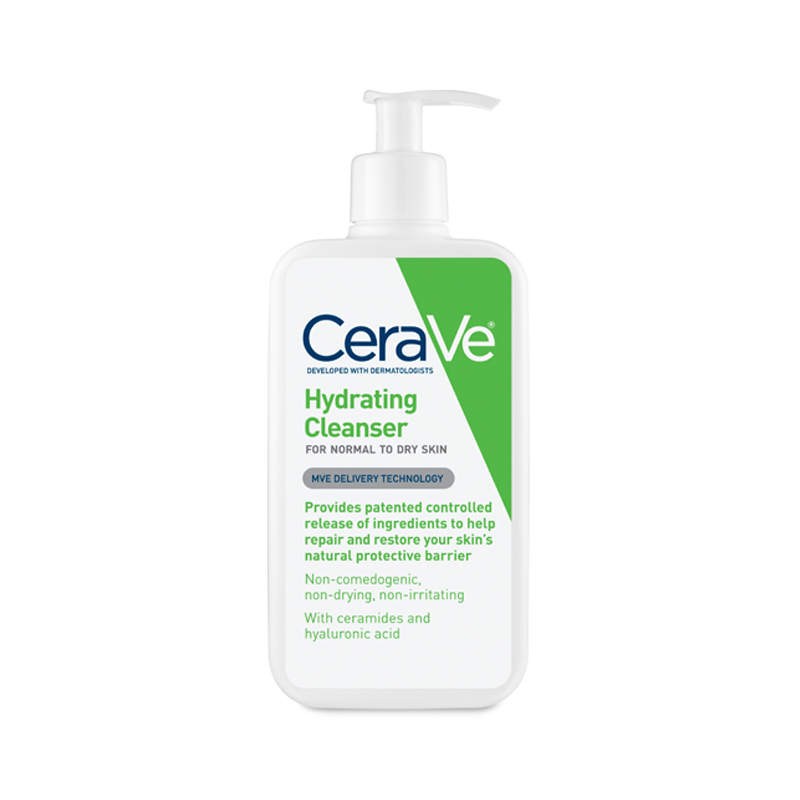 CeraVe®
DEVELOPED WITH DERMATOLOGISTS
Hydrating
Cleanser
FOR NORMAL TO DRY SKIN
MVE DELIVERY TECHNOLOGY
Provides patented controlled
release of ingredients to help
repair and restore your skin's
natural protective barrier
Non-comedogenic,
non-drying, non-irritating
With ceramides and
hyaluronic acid